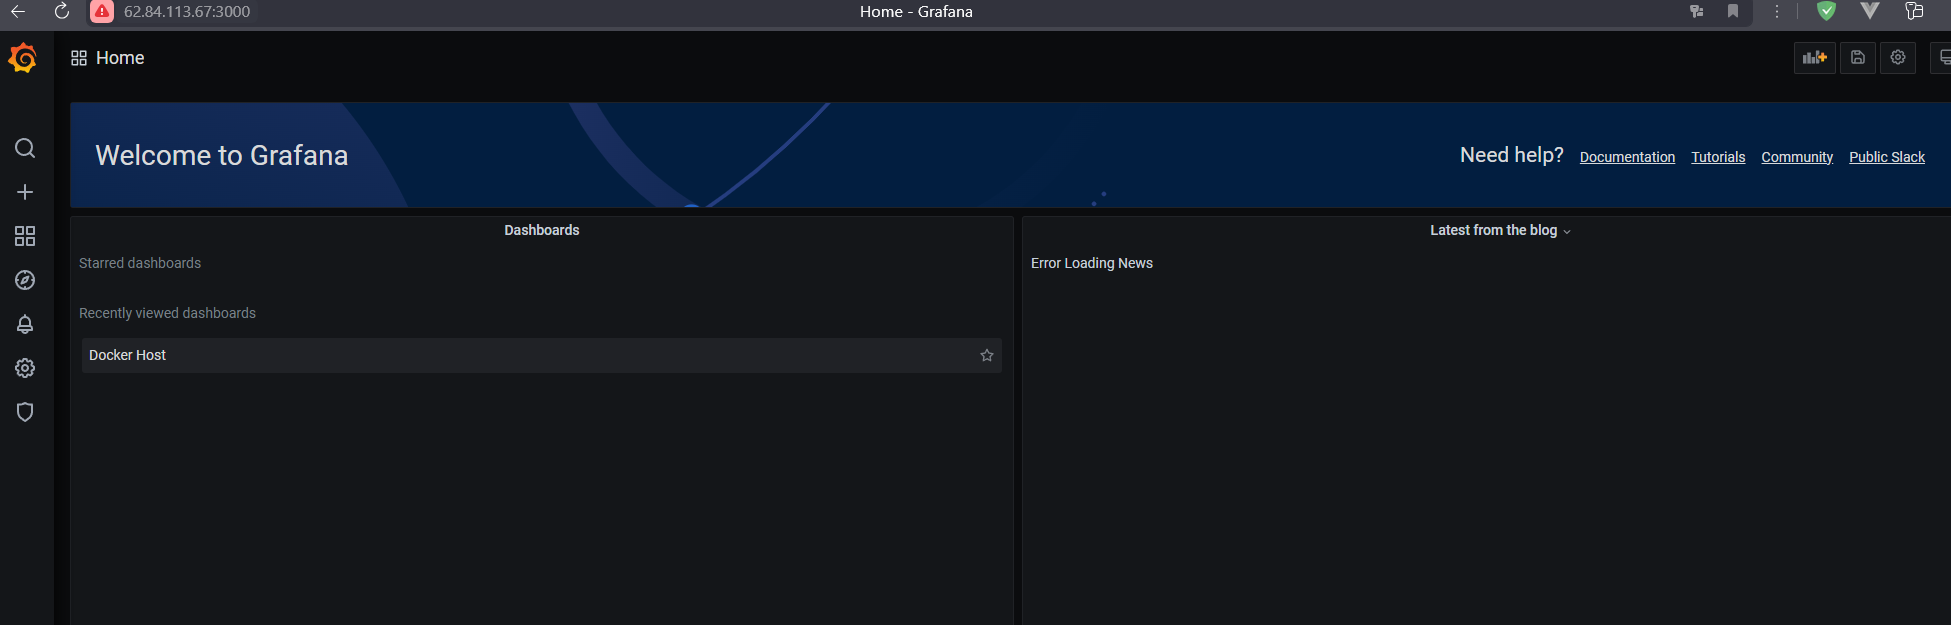 62.84.113.67:3000
Home - Grafana
Home
Welcome to Grafana
Need help? Documentation Tutorials Community Public Slack
Dashboards
Starred dashboards
Recently viewed dashboards
Docker Host
Latest from the blog
Error Loading News